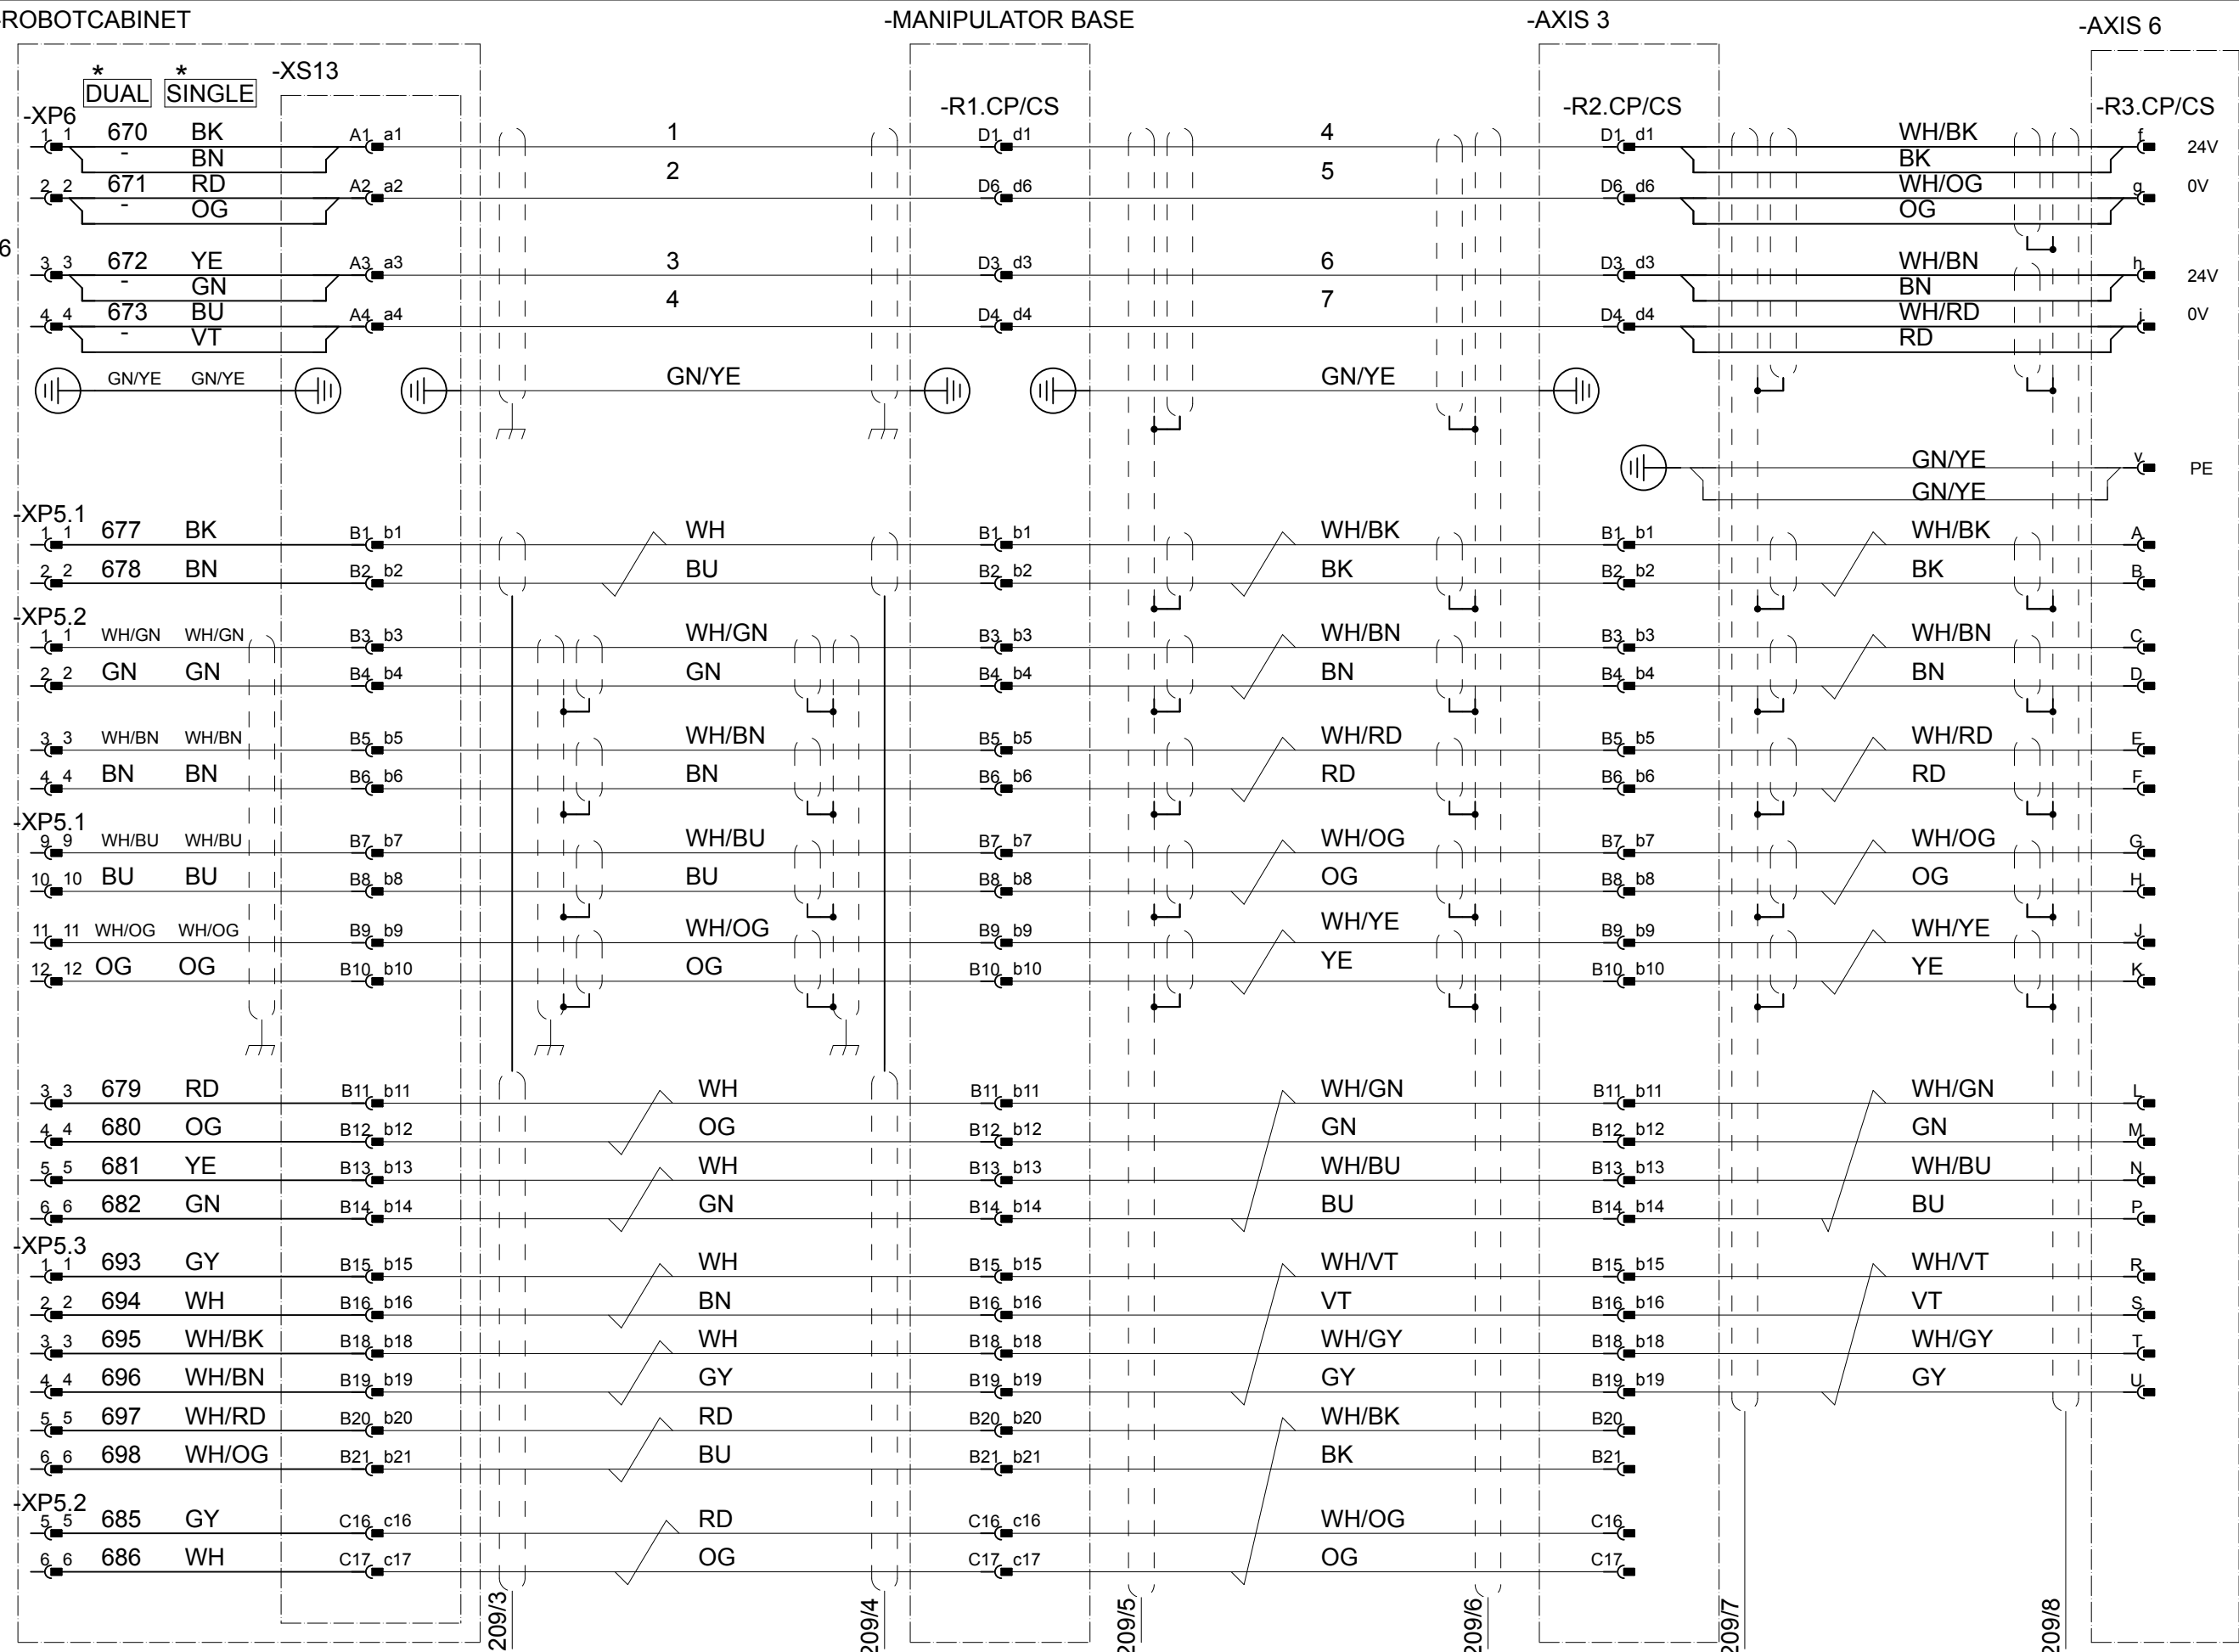 -ROBOTCABINET -MANIPULATOR BASE -AXIS 3 -AXIS 6
* * -XS13
DUAL SINGLE
-XP6 -R1.CP/CS -R2.CP/CS -R3.CP/CS
1 1 670 BK A1 a1 1 D1 d1 4 D1 d1 WH/BK f 24V
- BN BK
2 2 671 RD A2 a2 2 D6 d6 5 D6 d6 WH/OG g 0V
- OG OG
6
3 3 672 YE A3 a3 3 D3 d3 6 D3 d3 WH/BN h 24V
- GN BN
4 4 673 BU A4 a4 4 D4 d4 7 D4 d4 WH/RD i 0V
- VT RD
GN/YE GN/YE GN/YE GN/YE
GN/YE v PE
GN/YE
-XP5.1
1 1 677 BK B1 b1 WH B1 b1 WH/BK B1 b1 WH/BK A
2 2 678 BN B2 b2 BU B2 b2 BK B2 b2 BK B
-XP5.2
1 1 WH/GN WH/GN B3 b3 WH/GN B3 b3 WH/BN B3 b3 WH/BN C
2 2 GN GN B4 b4 GN B4 b4 BN B4 b4 BN D
3 3 WH/BN WH/BN B5 b5 WH/BN B5 b5 WH/RD B5 b5 WH/RD E
4 4 BN BN B6 b6 BN B6 b6 RD B6 b6 RD F
-XP5.1
9 9 WH/BU WH/BU B7 b7 WH/BU B7 b7 WH/OG B7 b7 WH/OG G
10 10 BU BU B8 b8 BU B8 b8 OG B8 b8 OG H
11 11 WH/OG WH/OG B9 b9 WH/OG B9 b9 WH/YE B9 b9 WH/YE J
12 12 OG OG B10 b10 OG B10 b10 YE B10 b10 YE K
3 3 679 RD B11 b11 WH B11 b11 WH/GN B11 b11 WH/GN L
4 4 680 OG B12 b12 OG B12 b12 GN B12 b12 GN M
5 5 681 YE B13 b13 WH B13 b13 WH/BU B13 b13 WH/BU N
6 6 682 GN B14 b14 GN B14 b14 BU B14 b14 BU P
-XP5.3
1 1 693 GY B15 b15 WH B15 b15 WH/VT B15 b15 WH/VT R
2 2 694 WH B16 b16 BN B16 b16 VT B16 b16 VT S
3 3 695 WH/BK B18 b18 WH B18 b18 WH/GY B18 b18 WH/GY T
4 4 696 WH/BN B19 b19 GY B19 b19 GY B19 b19 GY U
5 5 697 WH/RD B20 b20 RD B20 b20 WH/BK B20
6 6 698 WH/OG B21 b21 BU B21 b21 BK B21
-XP5.2
5 5 685 GY C16 c16 RD C16 c16 WH/OG C16
6 6 686 WH C17 c17 OG C17 c17 OG C17
209/3 209/4 209/5 209/6 209/7 209/8